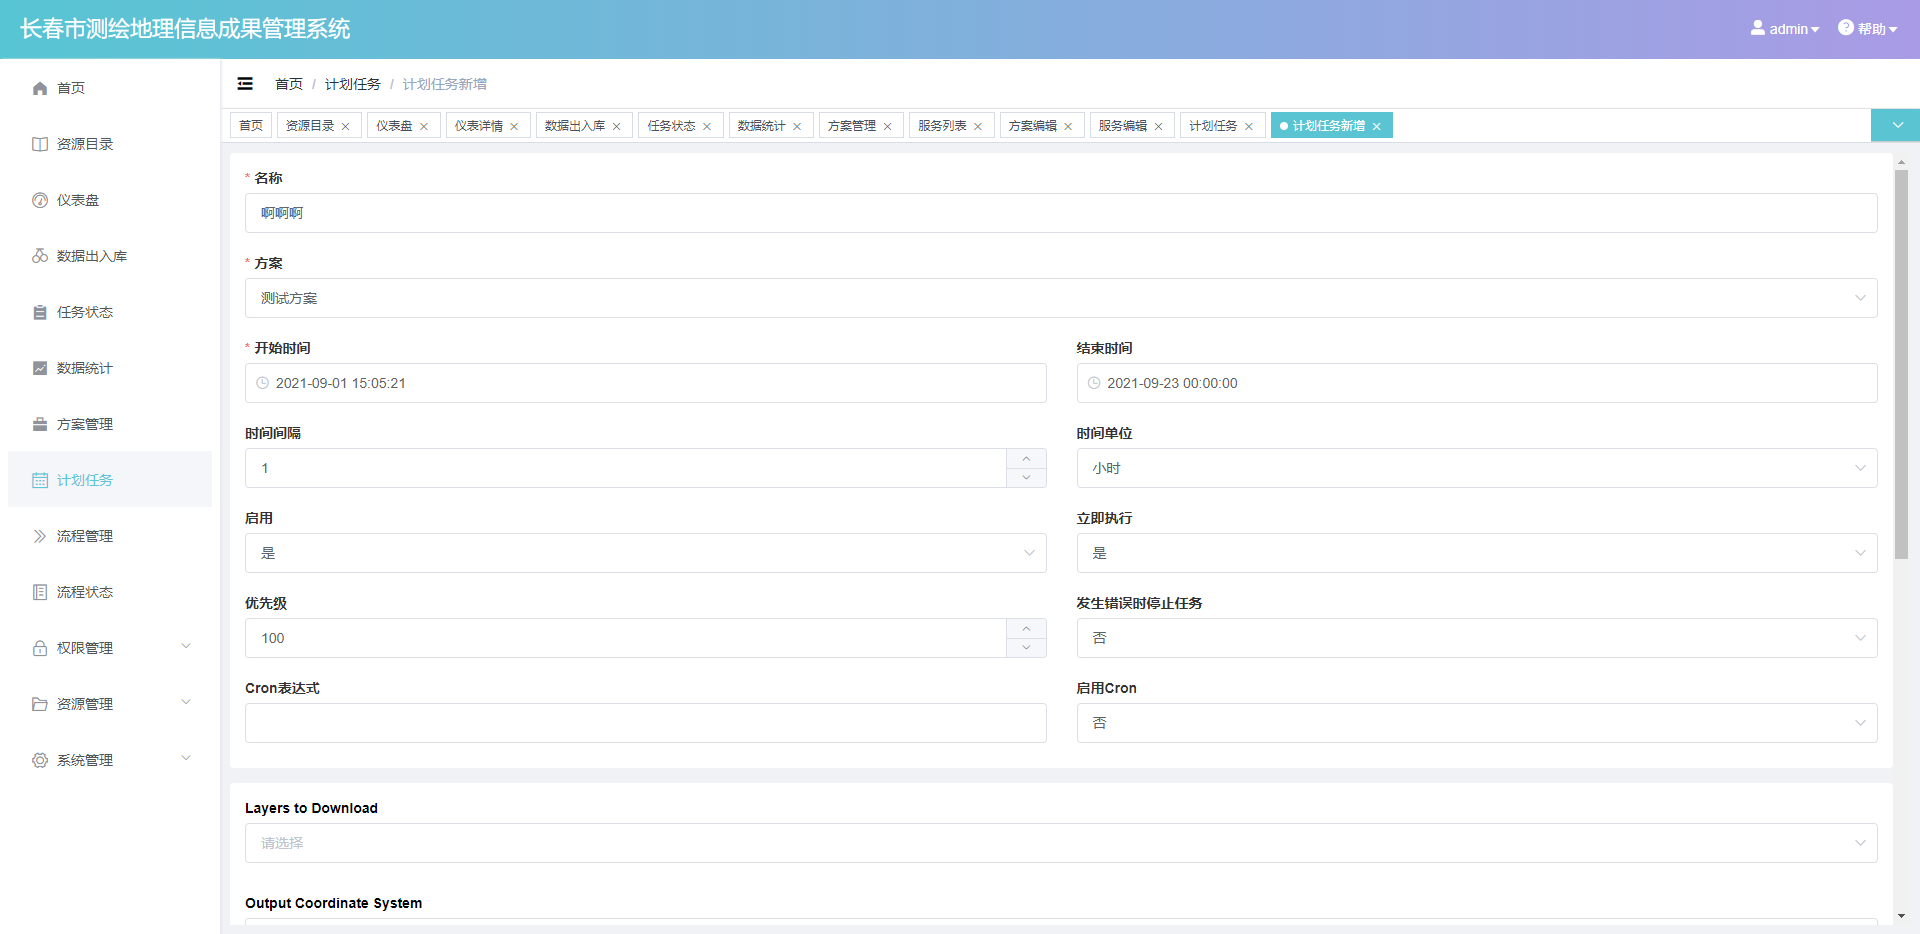 长春市测绘地理信息成果管理系统
admin
帮助
首页
资源目录
仪表盘
数据出入库
任务状态
数据统计
方案管理
计划任务
流程管理
流程状态
权限管理
资源管理
系统管理
首页 / 计划任务 / 计划任务新增
首页 资源目录 仪表盘 仪表详情 数据出入库 任务状态 数据统计 方案管理 服务列表 方案编辑 服务编辑 计划任务 计划任务新增
* 名称
啊啊啊
* 方案
测试方案
* 开始时间 结束时间
2021-09-01 15:05:21 2021-09-23 00:00:00
时间间隔 时间单位
1 小时
启用 立即执行
是 是
优先级 发生错误时停止任务
100 否
Cron表达式 启用Cron
否
Layers to Download
请选择
Output Coordinate System